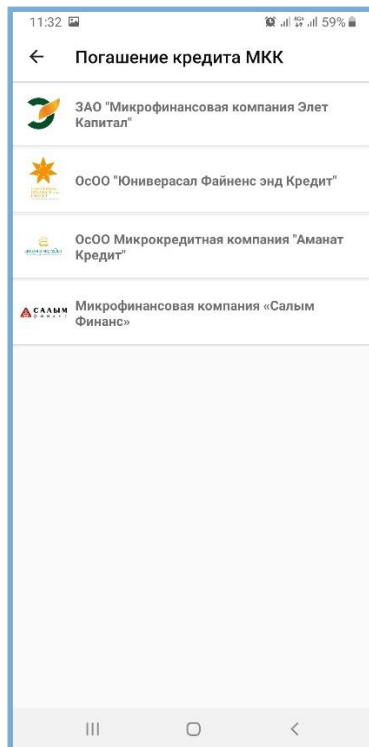 11:32 59%
Погашение кредита МКК
ЗАО "Микрофинансовая компания Элет
Капитал"
ОсОО "Юниверасал Файненс энд Кредит"
ОсОО Микрокредитная компания "Аманат
Кредит"
САЛЫМ
Микрофинансовая компания «Салым
Финанс»